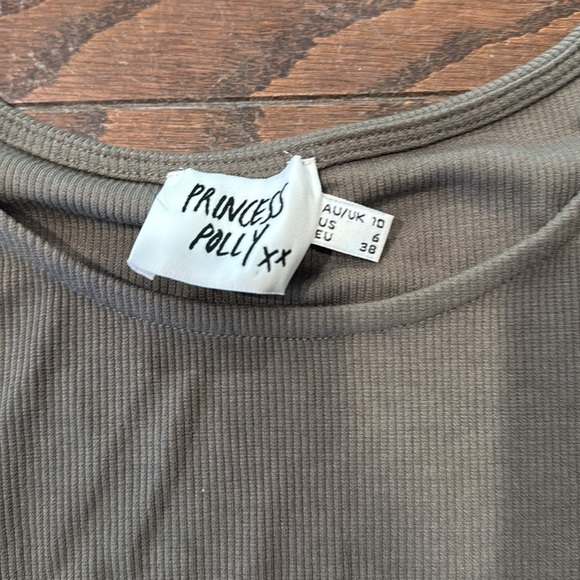 PRINCESS
POLLY xx
AU/UK 10
US 6
EU 38